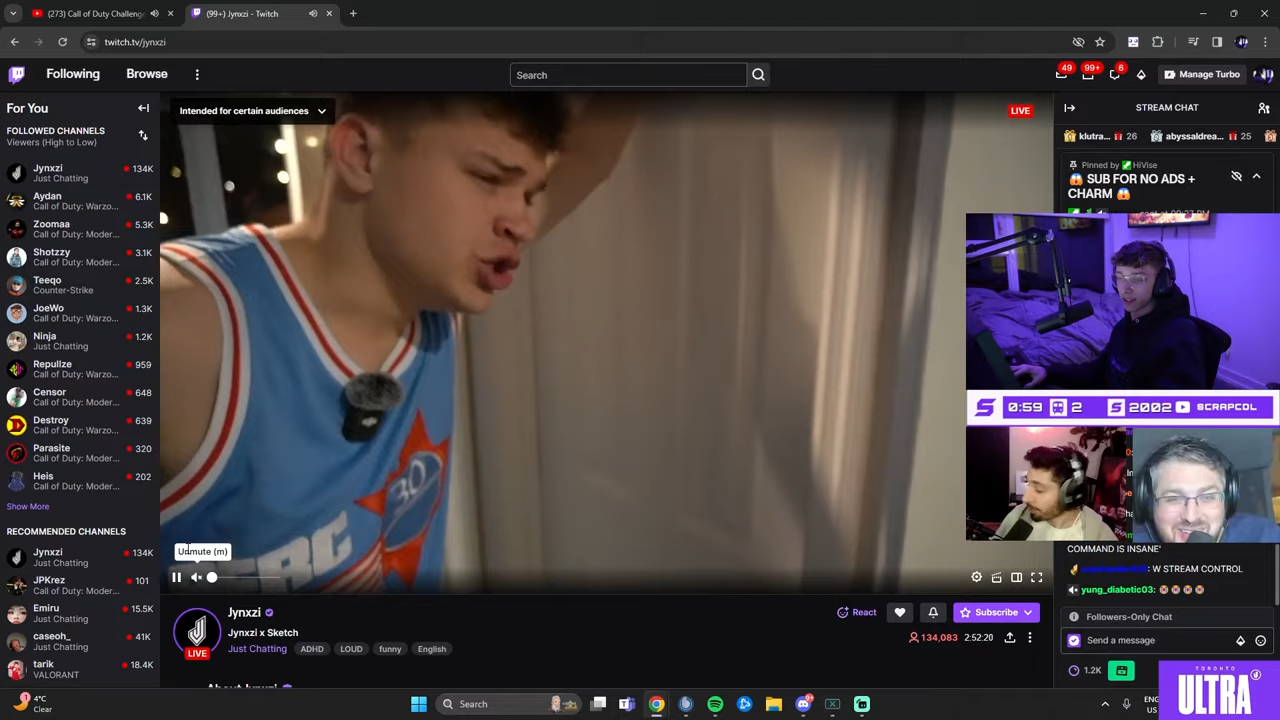 (273) Call of Duty Challeng
(99+) Jynxzi - Twitch
twitch.tv/jynxzi
Following
Browse
Search
49
99+
6
Manage Turbo
For You
FOLLOWED CHANNELS
Viewers (High to Low)
Jynxzi
134K
Just Chatting
Aydan
6.1K
Call of Duty: Warzo...
Zoomaa
5.3K
Call of Duty: Moder...
Shotzzy
3.1K
Call of Duty: Moder...
Teeqo
2.5K
Counter-Strike
JoeWo
1.3K
Call of Duty: Warzo...
Ninja
1.2K
Just Chatting
Repullze
959
Call of Duty: Warzo...
Censor
648
Call of Duty: Moder...
Destroy
639
Call of Duty: Moder...
Parasite
320
Call of Duty: Moder...
Heis
202
Call of Duty: Moder...
Show More
RECOMMENDED CHANNELS
Jynxzi
134K
Just Chatting
JPKrez
101
Call of Duty: Moder...
Emiru
15.5K
Just Chatting
caseoh_
41K
Just Chatting
tarik
18.4K
VALORANT
Intended for certain audiences
LIVE
30
Unmute (m)
LIVE
Jynxzi
Jynxzi x Sketch
Just Chatting
ADHD
LOUD
funny
English
React
Subscribe
134,083
2:52:20
About Jynxzi
STREAM CHAT
klutra...
26
abyssaldrea...
25
Pinned by HiVise
SUB FOR NO ADS +
CHARM
0:59
2
2002
SCRAPCOL
COMMAND IS INSANE'
W STREAM CONTROL
yung_diabetic03:
Followers-Only Chat
Send a message
1.2K
TORONTO
ULTRA
4°C
Clear
Search
ENG
US